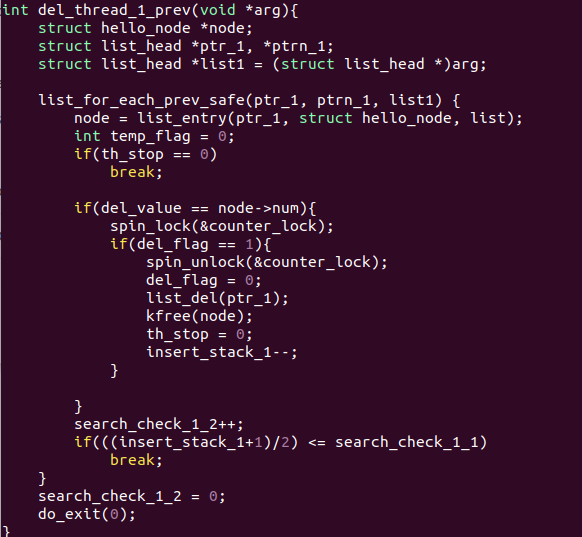 int del_thread_1_prev(void *arg){
    struct hello_node *node;
    struct list_head *ptr_1, *ptrn_1;
    struct list_head *list1 = (struct list_head *)arg;

    list_for_each_prev_safe(ptr_1, ptrn_1, list1) {
        node = list_entry(ptr_1, struct hello_node, list);
        int temp_flag = 0;
        if(th_stop == 0)
            break;

        if(del_value == node->num){
            spin_lock(&counter_lock);
            if(del_flag == 1){
                spin_unlock(&counter_lock);
                del_flag = 0;
                list_del(ptr_1);
                kfree(node);
                th_stop = 0;
                insert_stack_1--;
            }

        }
        search_check_1_2++;
        if(((insert_stack_1+1)/2) <= search_check_1_1)
            break;
    }
    search_check_1_2 = 0;
    do_exit(0);
}